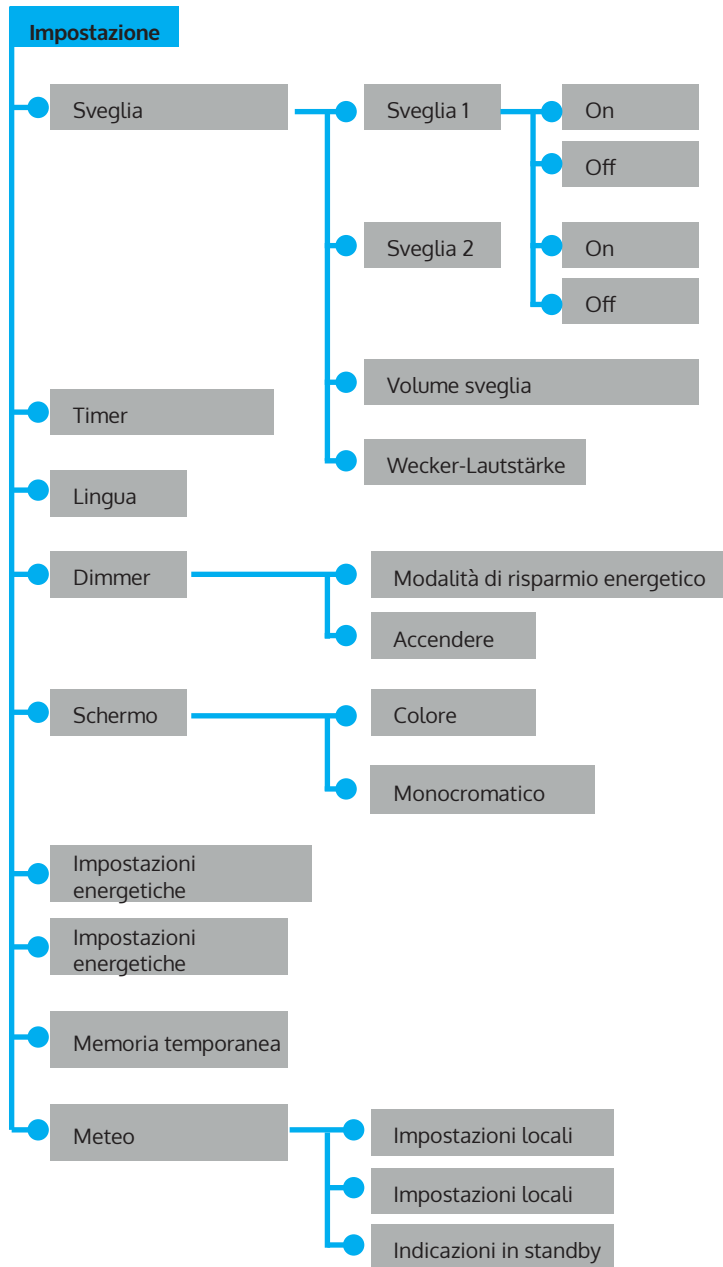 Impostazione
Sveglia
Sveglia 1
On
Off
Sveglia 2
On
Off
Volume sveglia
Wecker-Lautstärke
Timer
Lingua
Dimmer
Modalità di risparmio energetico
Accendere
Schermo
Colore
Monocromatico
Impostazioni
energetiche
Impostazioni
energetiche
Memoria temporanea
Meteo
Impostazioni locali
Impostazioni locali
Indicazioni in standby